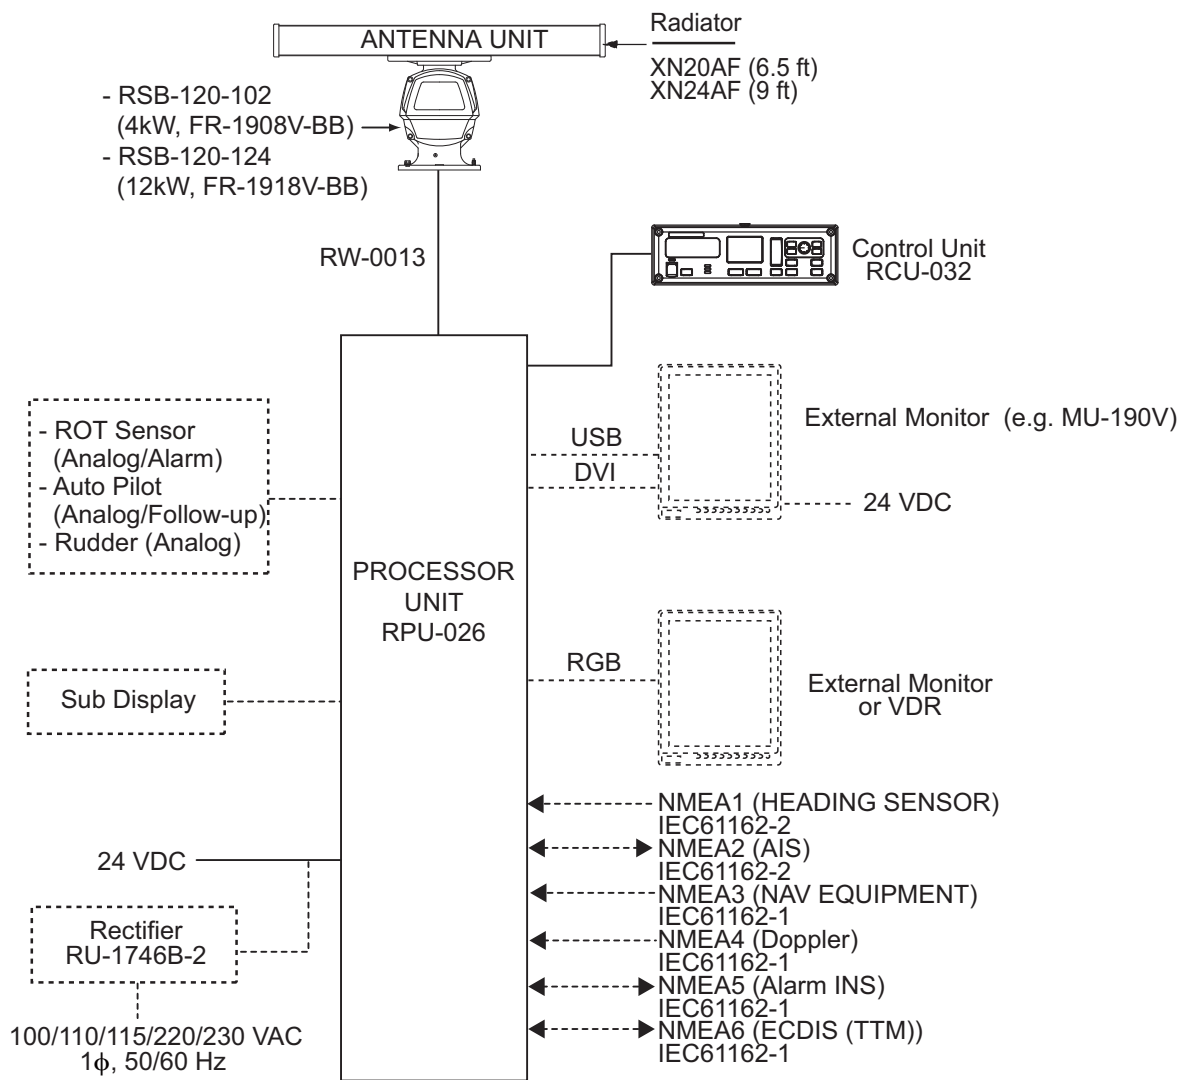 ANTENNA UNIT
Radiator
XN20AF (6.5 ft)
XN24AF (9 ft)
- RSB-120-102
(4kW, FR-1908V-BB)
- RSB-120-124
(12kW, FR-1918V-BB)
RW-0013
Control Unit
RCU-032
- ROT Sensor
(Analog/Alarm)
- Auto Pilot
(Analog/Follow-up)
- Rudder (Analog)
USB
DVI
External Monitor (e.g. MU-190V)
24 VDC
PROCESSOR
UNIT
RPU-026
Sub Display
RGB
External Monitor
or VDR
24 VDC
Rectifier
RU-1746B-2
100/110/115/220/230 VAC
1ϕ, 50/60 Hz
NMEA1 (HEADING SENSOR)
IEC61162-2
NMEA2 (AIS)
IEC61162-2
NMEA3 (NAV EQUIPMENT)
IEC61162-1
NMEA4 (Doppler)
IEC61162-1
NMEA5 (Alarm INS)
IEC61162-1
NMEA6 (ECDIS (TTM))
IEC61162-1